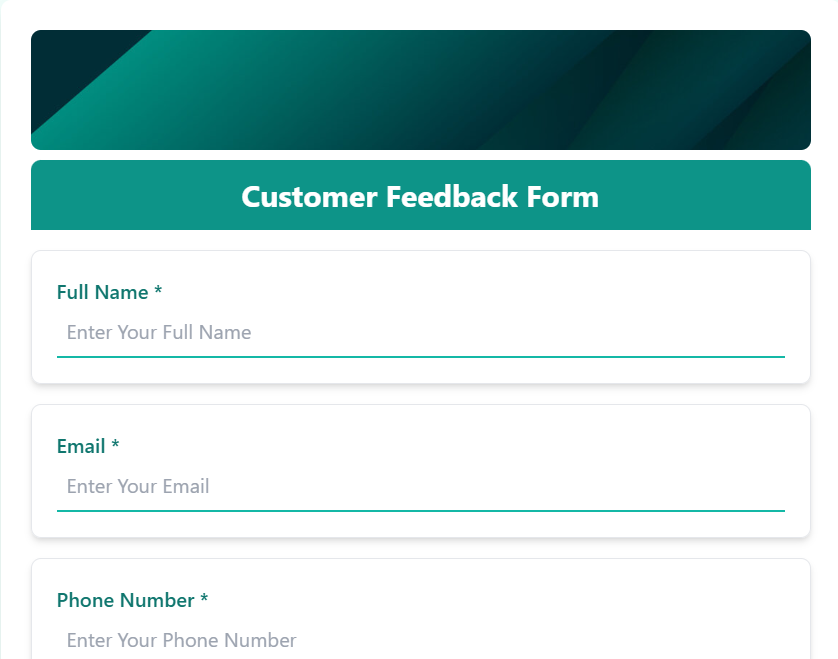 Customer Feedback Form
Full Name *
Enter Your Full Name
Email *
Enter Your Email
Phone Number *
Enter Your Phone Number